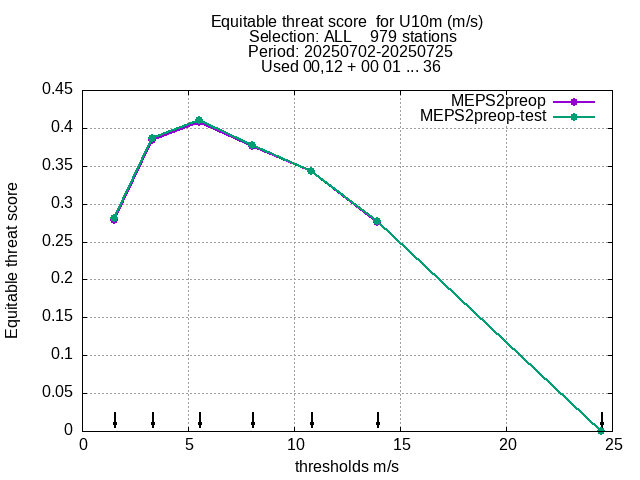 Equitable threat score  for U10m (m/s)
Selection: ALL    979 stations
Period: 20250702-20250725
Used 00,12 + 00 01 ... 36
MEPS2preop
MEPS2preop-test
Equitable threat score
0.45
0.4
0.35
0.3
0.25
0.2
0.15
0.1
0.05
0
0 5 10 15 20 25
thresholds m/s